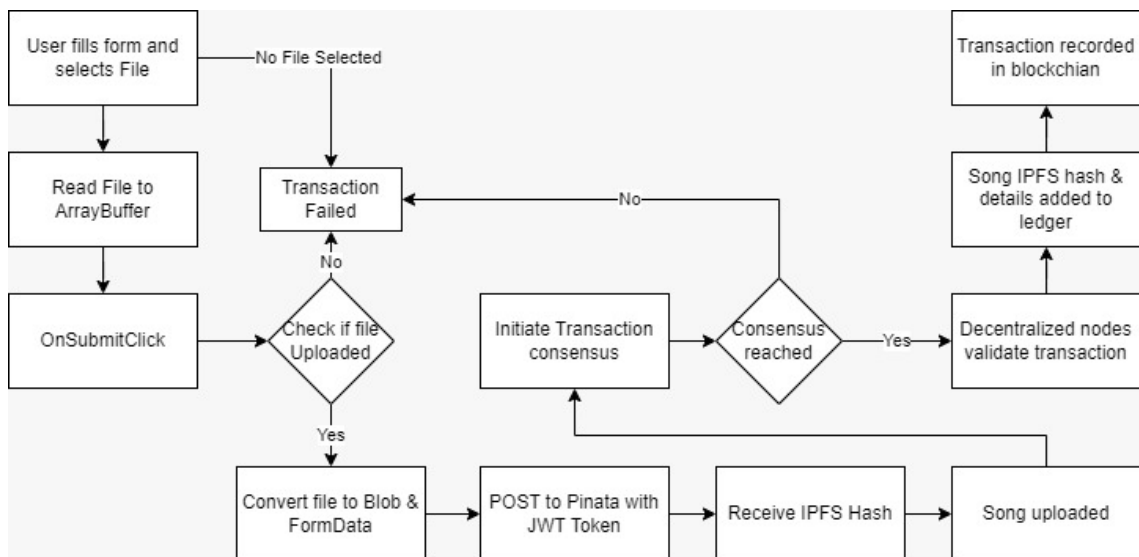 User fills form and
selects File
No File Selected
Transaction recorded
in blockchian
Read File to
ArrayBuffer
Transaction
Failed
No
Song IPFS hash &
details added to
ledger
No
OnSubmitClick
Check if file
Uploaded
Initiate Transaction
consensus
Consensus
reached
Yes
Decentralized nodes
validate transaction
Yes
Convert file to Blob &
FormData
POST to Pinata with
JWT Token
Receive IPFS Hash
Song uploaded